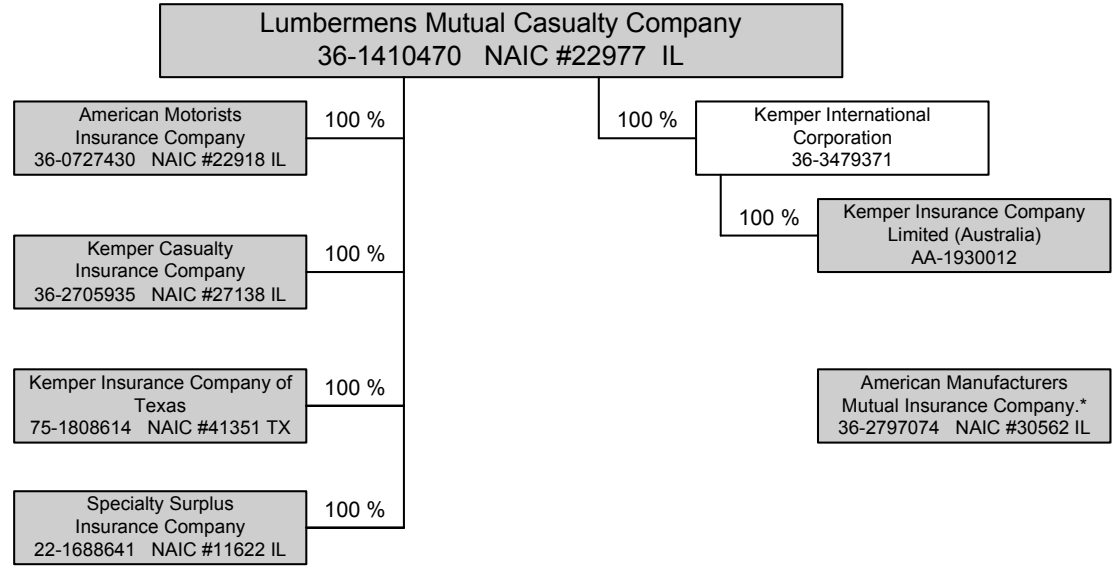 Lumbermens Mutual Casualty Company
36-1410470 NAIC #22977 IL
American Motorists
Insurance Company
36-0727430 NAIC #22918 IL
100 %
100 %
Kemper International
Corporation
36-3479371
100 %
Kemper Insurance Company
Limited (Australia)
AA-1930012
Kemper Casualty
Insurance Company
36-2705935 NAIC #27138 IL
100 %
Kemper Insurance Company of
Texas
75-1808614 NAIC #41351 TX
100 %
American Manufacturers
Mutual Insurance Company.*
36-2797074 NAIC #30562 IL
Specialty Surplus
Insurance Company
22-1688641 NAIC #11622 IL
100 %